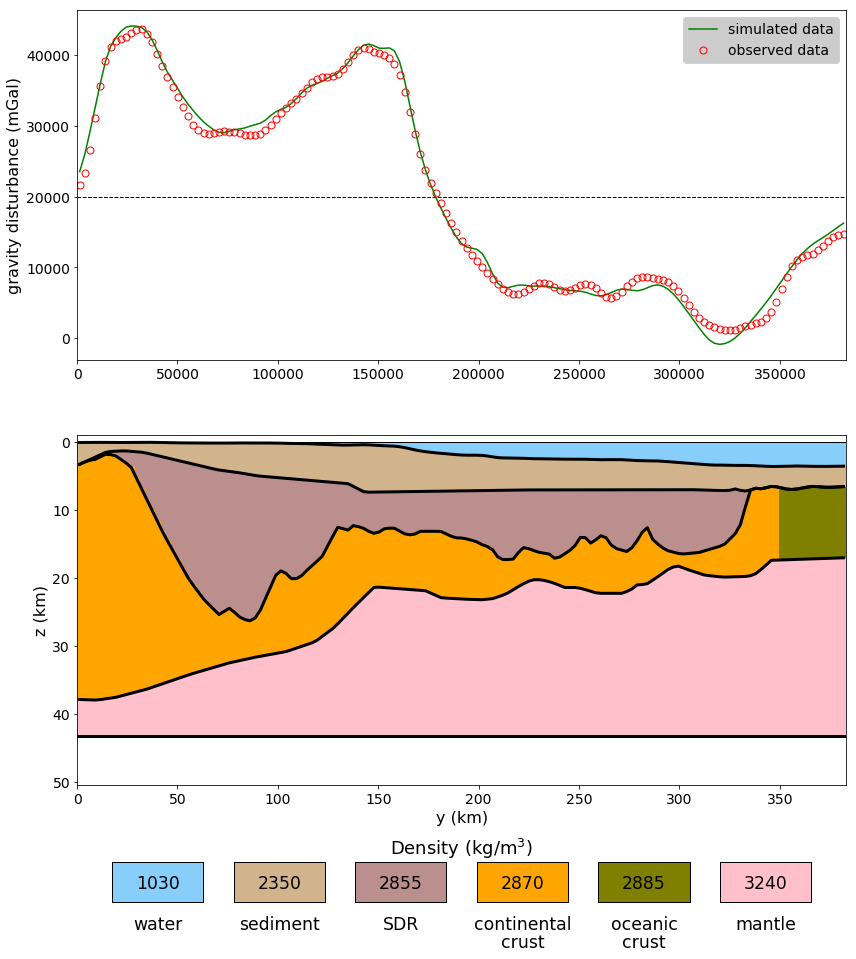 simulated data
observed data
gravity disturbance (mGal)
40000
30000
20000
10000
0
0 50000 100000 150000 200000 250000 300000 350000
z (km)
0
10
20
30
40
50
0 50 100 150 200 250 300 350
y (km)
Density (kg/m³)
1030 2350 2855 2870 2885 3240
water sediment SDR continental oceanic mantle
crust crust